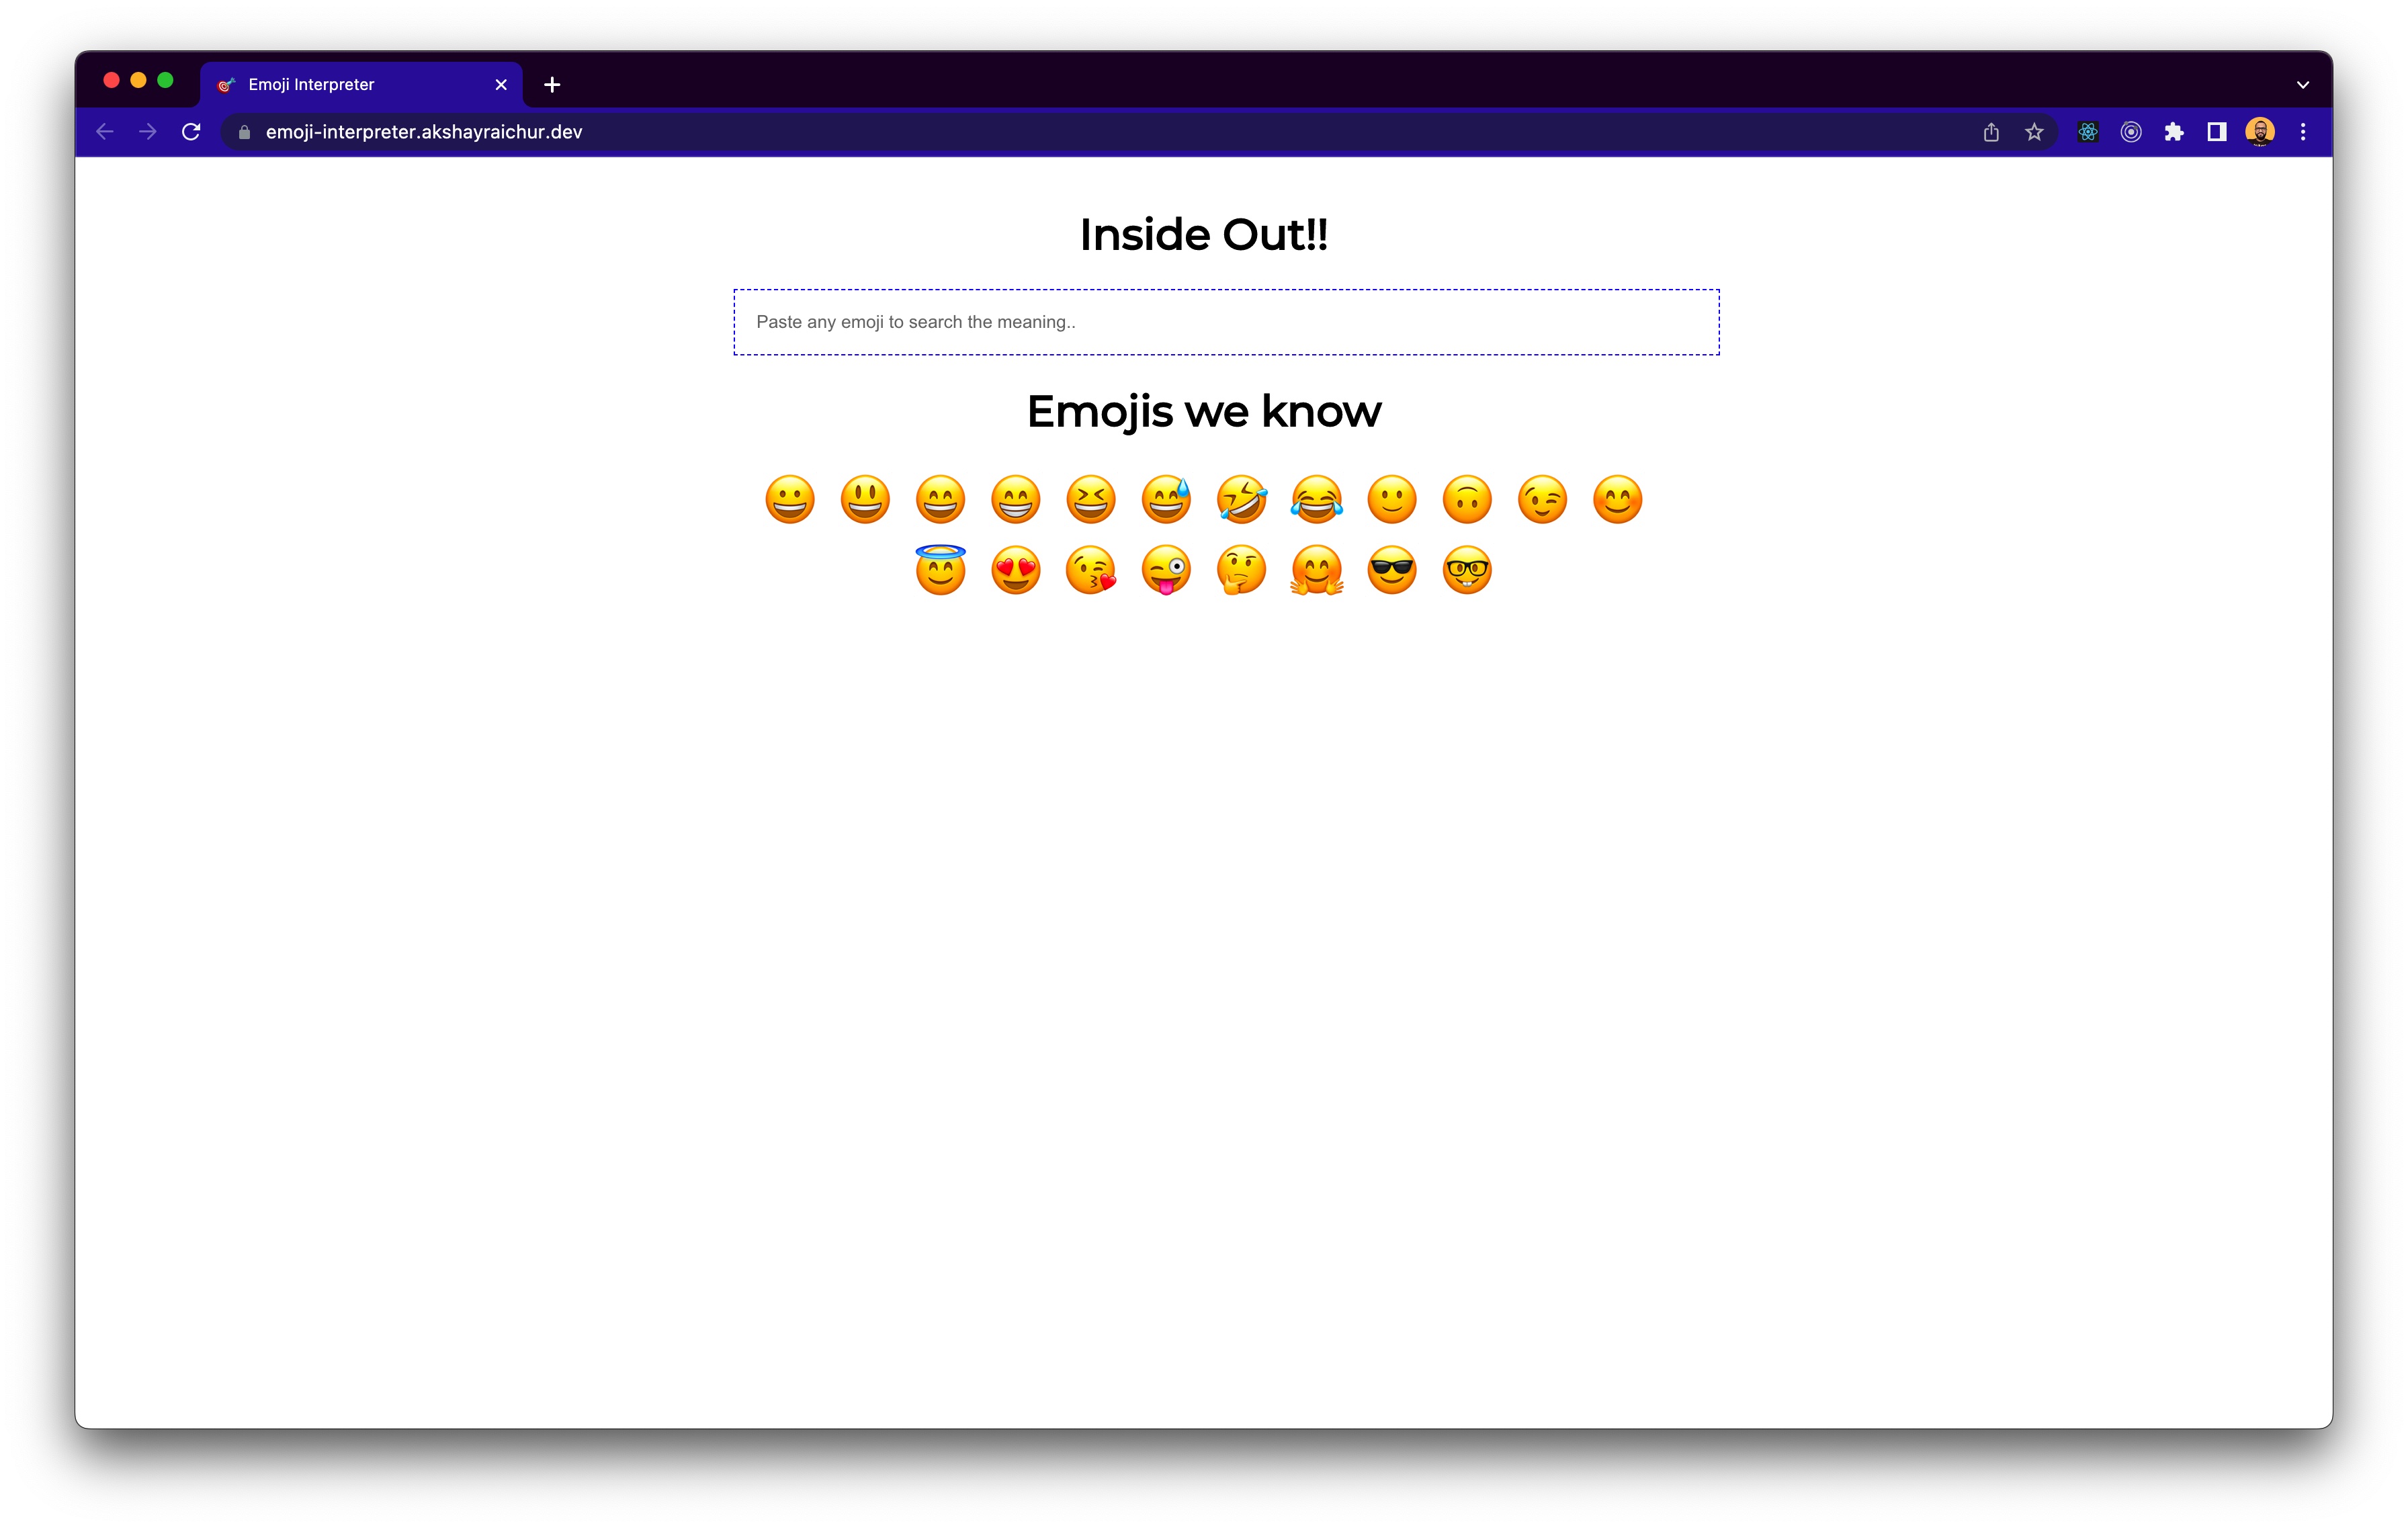 Emoji Interpreter
emoji-interpreter.akshayraichur.dev
Inside Out!!
Paste any emoji to search the meaning..
Emojis we know
😀 😃 😄 😁 😆 😅 🤣 😂 🙂 🙃 😉 😊
😇 😍 😘 😜 🤔 🤗 😎 🤓